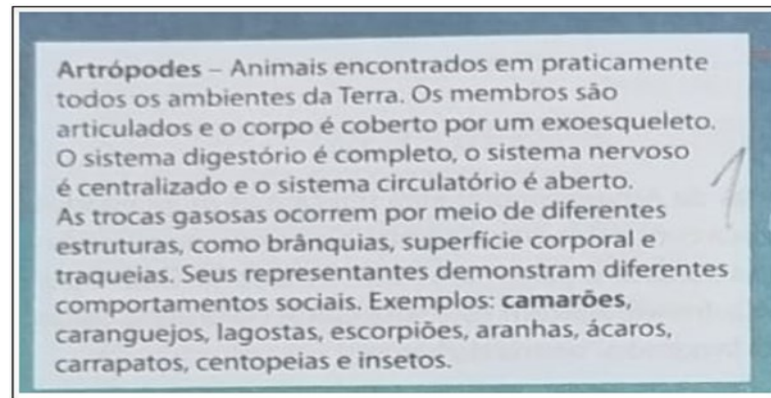 Artrópodes – Animais encontrados em praticamente
todos os ambientes da Terra. Os membros são
articulados e o corpo é coberto por um exoesqueleto.
O sistema digestório é completo, o sistema nervoso
é centralizado e o sistema circulatório é aberto.
As trocas gasosas ocorrem por meio de diferentes
estruturas, como brânquias, superfície corporal e
traqueias. Seus representantes demonstram diferentes
comportamentos sociais. Exemplos: camarões,
caranguejos, lagostas, escorpiões, aranhas, ácaros,
carrapatos, centopeias e insetos.
1